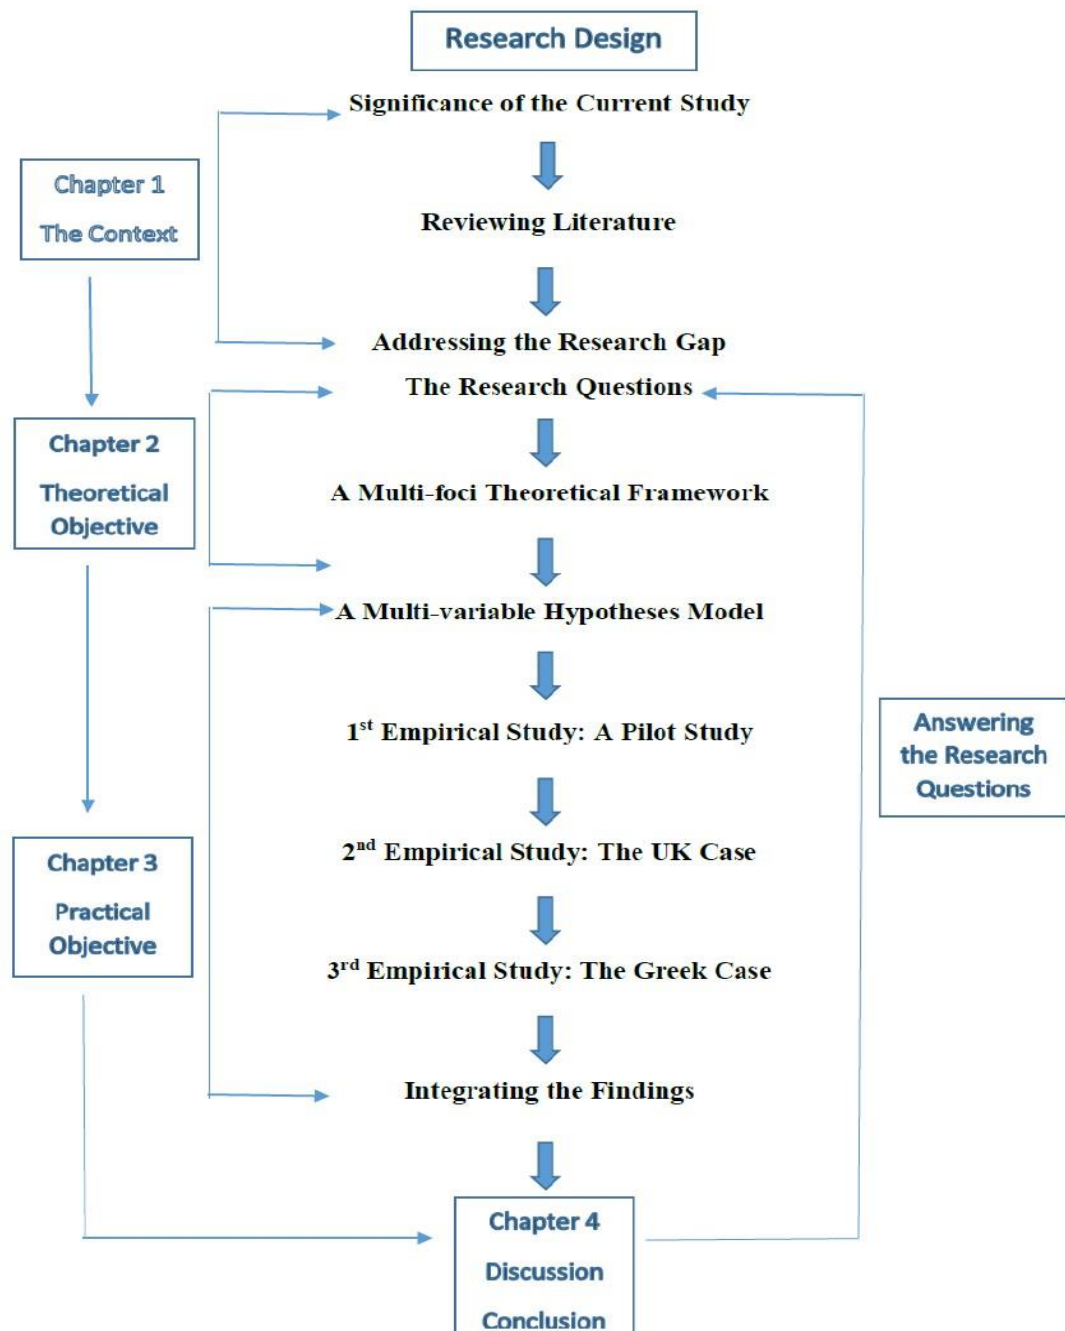 Research Design
Significance of the Current Study
Chapter 1
The Context
Reviewing Literature
Addressing the Research Gap
The Research Questions
Chapter 2
Theoretical
Objective
A Multi-foci Theoretical Framework
A Multi-variable Hypotheses Model
1st Empirical Study: A Pilot Study
Answering
the Research
Questions
2nd Empirical Study: The UK Case
Chapter 3
Practical
Objective
3rd Empirical Study: The Greek Case
Integrating the Findings
Chapter 4
Discussion
Conclusion